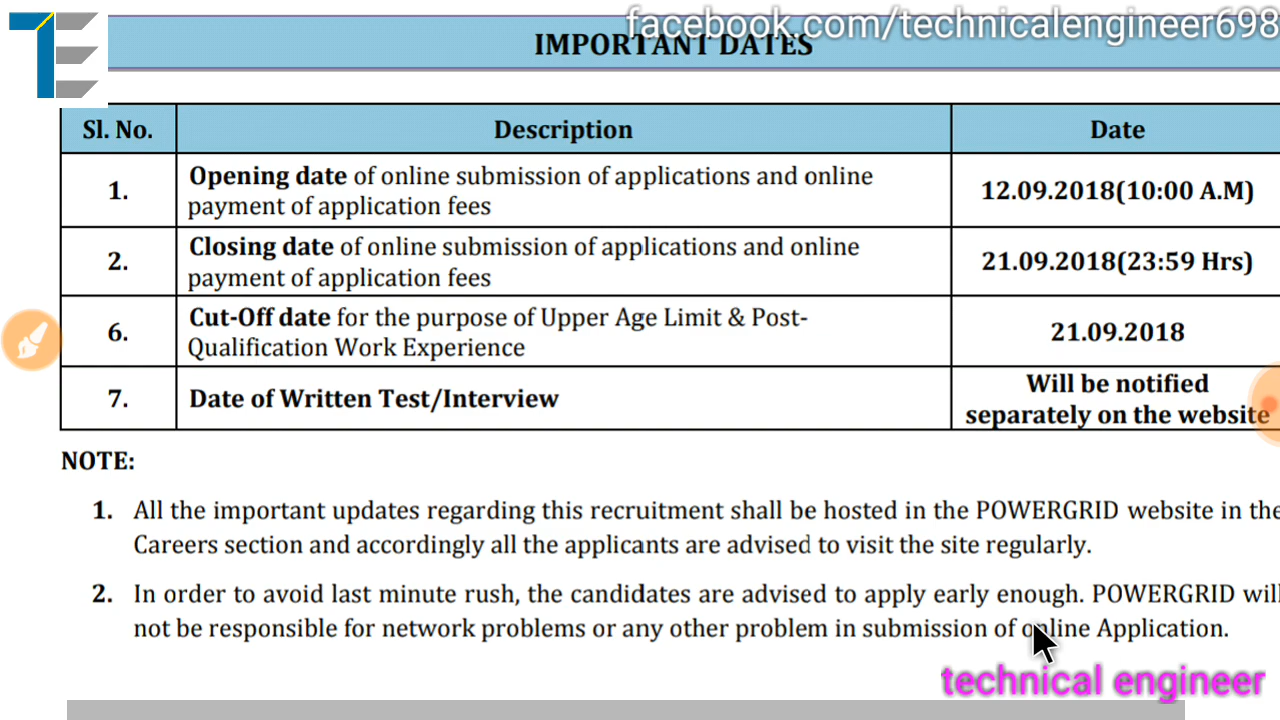 facebook.com/technicalengineer698
IMPORTANT DATES
TE
Sl. No. Description Date
1. Opening date of online submission of applications and online payment of application fees 12.09.2018(10:00 A.M)
2. Closing date of online submission of applications and online payment of application fees 21.09.2018(23:59 Hrs)
6. Cut-Off date for the purpose of Upper Age Limit & Post-Qualification Work Experience 21.09.2018
7. Date of Written Test/Interview Will be notified separately on the website
NOTE:
1. All the important updates regarding this recruitment shall be hosted in the POWERGRID website in the
Careers section and accordingly all the applicants are advised to visit the site regularly.
2. In order to avoid last minute rush, the candidates are advised to apply early enough. POWERGRID will
not be responsible for network problems or any other problem in submission of online Application.
technical engineer